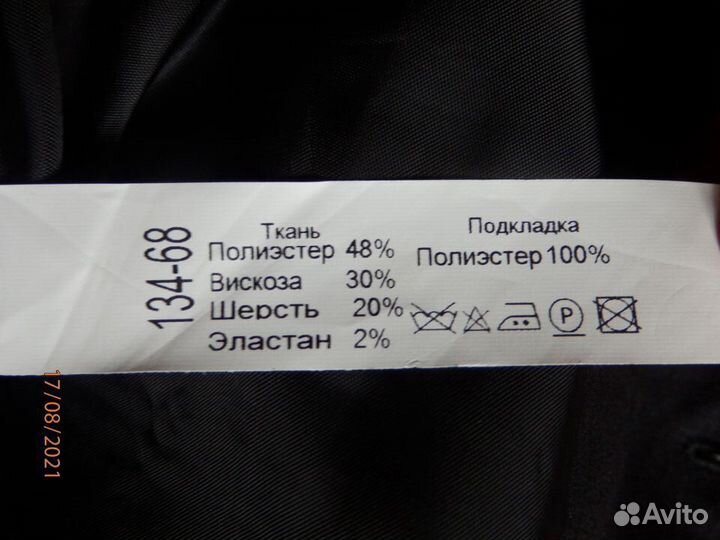 134-68
Ткань
Полиэстер 48%
Вискоза 30%
Шерсть 20%
Эластан 2%
Подкладка
Полиэстер 100%
P
17/08/2021
Avito